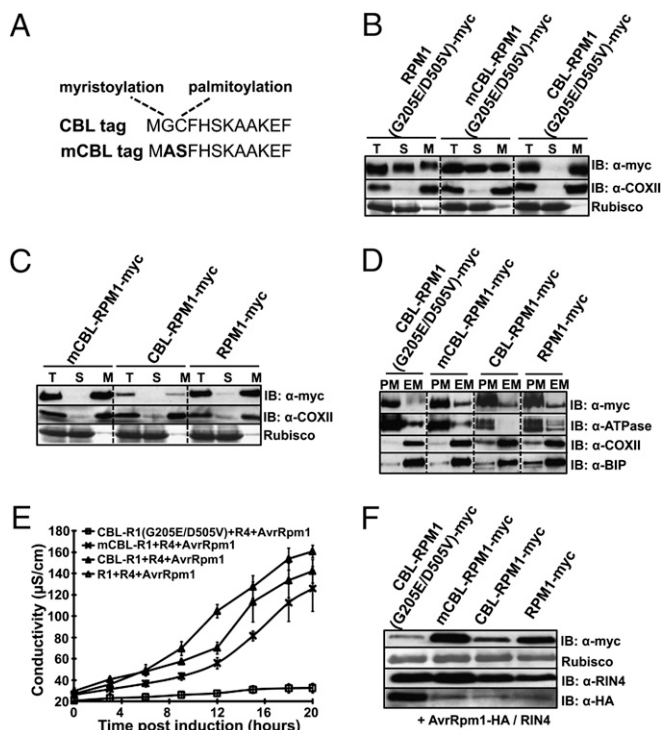 A
myristoylation palmitoylation
CBL tag MGCFHSKAAKEF
mCBL tag MASFHSKAAKEF
B
RPM1
(G205E/D505V)-myc
mCBL-RPM1
(G205E/D505V)-myc
CBL-RPM1
(G205E/D505V)-myc
T S M T S M T S M
IB: α-myc
IB: α-COXII
Rubisco
C
mCBL-RPM1-myc
CBL-RPM1-myc
RPM1-myc
T S M T S M T S M
IB: α-myc
IB: α-COXII
Rubisco
D
CBL-RPM1
(G205E/D505V)-myc
mCBL-RPM1-myc
CBL-RPM1-myc
RPM1-myc
PM EM PM EM PM EM PM EM
IB: α-myc
IB: α-ATPase
IB: α-COXII
IB: α-BIP
E
CBL-R1(G205E/D505V)+R4+AvrRpm1
mCBL-R1+R4+AvrRpm1
CBL-R1+R4+AvrRpm1
R1+R4+AvrRpm1
Conductivity (µS/cm)
180
160
140
120
100
80
60
40
20
0 3 6 9 12 15 18 20
Time post induction (hours)
F
CBL-RPM1
(G205E/D505V)-myc
mCBL-RPM1-myc
CBL-RPM1-myc
RPM1-myc
IB: α-myc
Rubisco
IB: α-RIN4
IB: α-HA
+ AvrRpm1-HA / RIN4